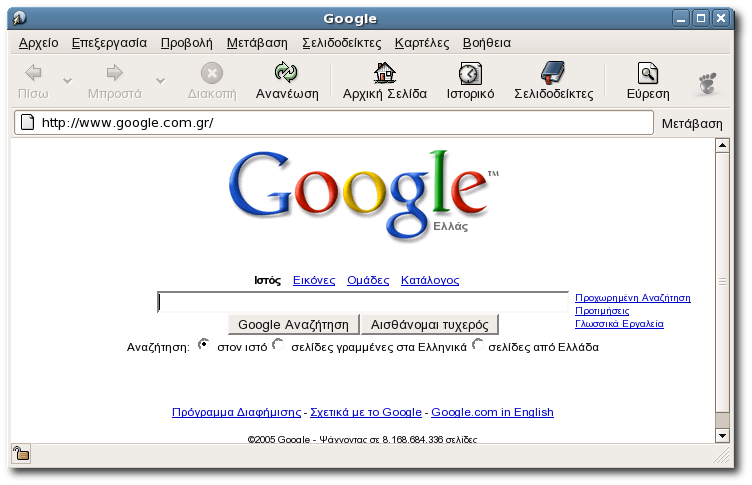 Google
Αρχείο Επεξεργασία Προβολή Μετάβαση Σελιδοδείκτες Καρτέλες Βοήθεια
Πίσω Μπροστά Διακοπή Ανανέωση Αρχική Σελίδα Ιστορικό Σελιδοδείκτες Εύρεση
http://www.google.com.gr/ Μετάβαση
Google™
Ελλάς
Ιστός Εικόνες Ομάδες Κατάλογος
Προχωρημένη Αναζήτηση
Προτιμήσεις
Γλωσσικά Εργαλεία
Google Αναζήτηση Αισθάνομαι τυχερός
Αναζήτηση: στον ιστό σελίδες γραμμένες στα Ελληνικά σελίδες από Ελλάδα
Πρόγραμμα Διαφήμισης - Σχετικά με το Google - Google.com in English
©2005 Google - Ψάχνοντας σε 8,168,684,336 σελίδες